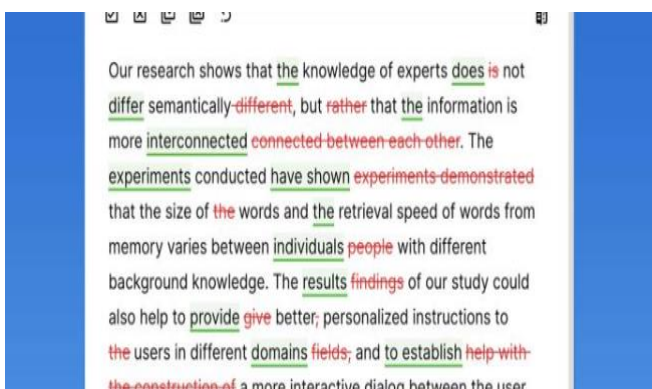 Our research shows that the knowledge of experts does is not
differ semantically different, but rather that the information is
more interconnected connected between each other. The
experiments conducted have shown experiments demonstrated
that the size of the words and the retrieval speed of words from
memory varies between individuals people with different
background knowledge. The results findings of our study could
also help to provide give better, personalized instructions to
the users in different domains fields, and to establish help with
the construction of a more interactive dialog between the user